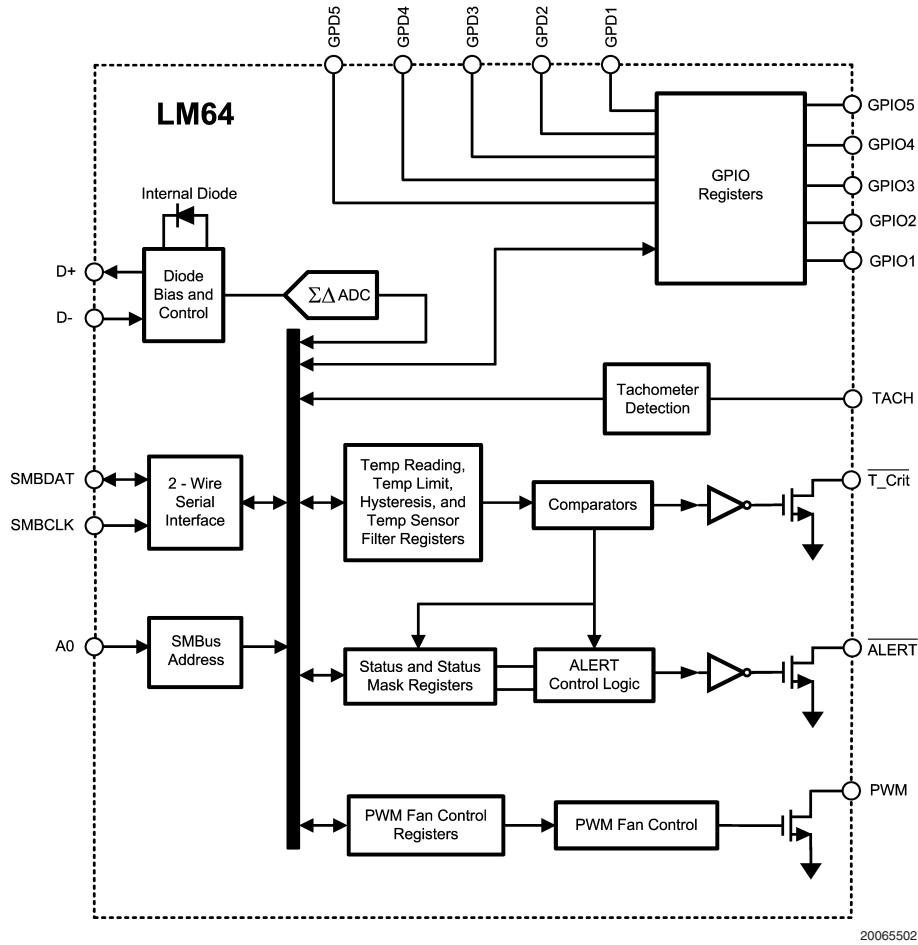 GPD5
GPD4
GPD3
GPD2
GPD1
LM64
GPIO5
GPIO4
GPIO3
GPIO2
GPIO1
GPIO
Registers
Internal Diode
D+
D-
Diode
Bias and
Control
ΣΔ ADC
Tachometer
Detection
TACH
SMBDAT
SMBCLK
2 - Wire
Serial
Interface
Temp Reading,
Temp Limit,
Hysteresis, and
Temp Sensor
Filter Registers
Comparators
T_Crit
A0
SMBus
Address
Status and Status
Mask Registers
ALERT
Control Logic
ALERT
PWM Fan Control
Registers
PWM Fan Control
PWM
20065502